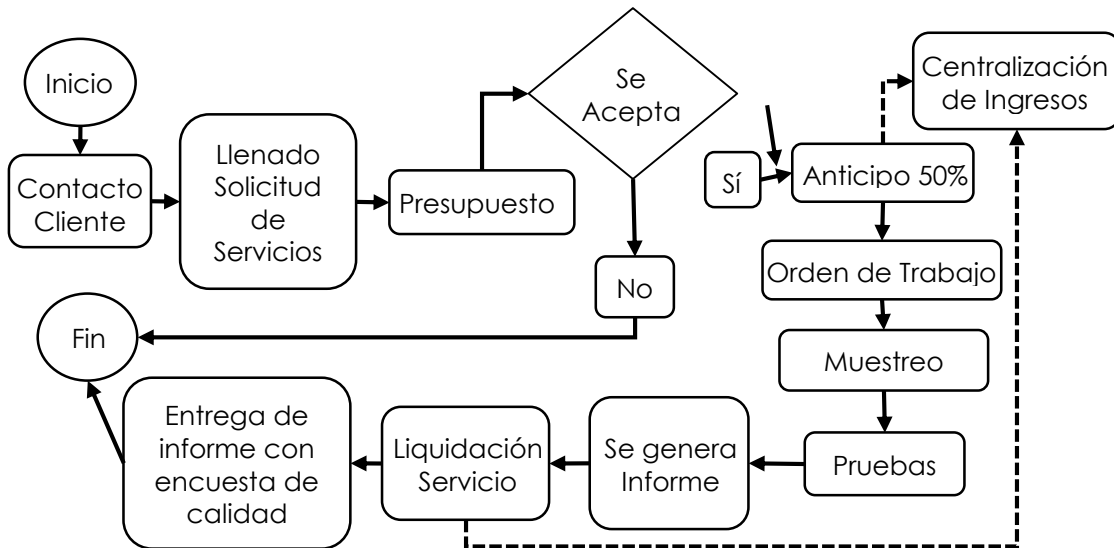 Inicio
Contacto
Cliente
Llenado
Solicitud
de
Servicios
Presupuesto
Se
Acepta
No
Sí
Anticipo 50%
Centralización
de Ingresos
Orden de Trabajo
Muestreo
Pruebas
Se genera
Informe
Liquidación
Servicio
Entrega de
informe con
encuesta de
calidad
Fin